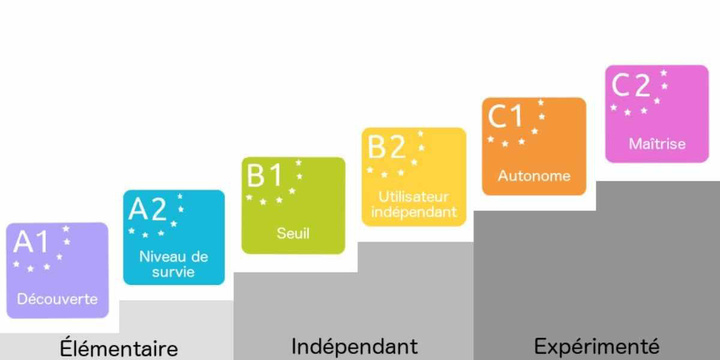 A1
Découverte
A2
Niveau de
survie
B1
Seuil
B2
Utilisateur
indépendant
C1
Autonome
C2
Maîtrise
Élémentaire
Indépendant
Expérimenté